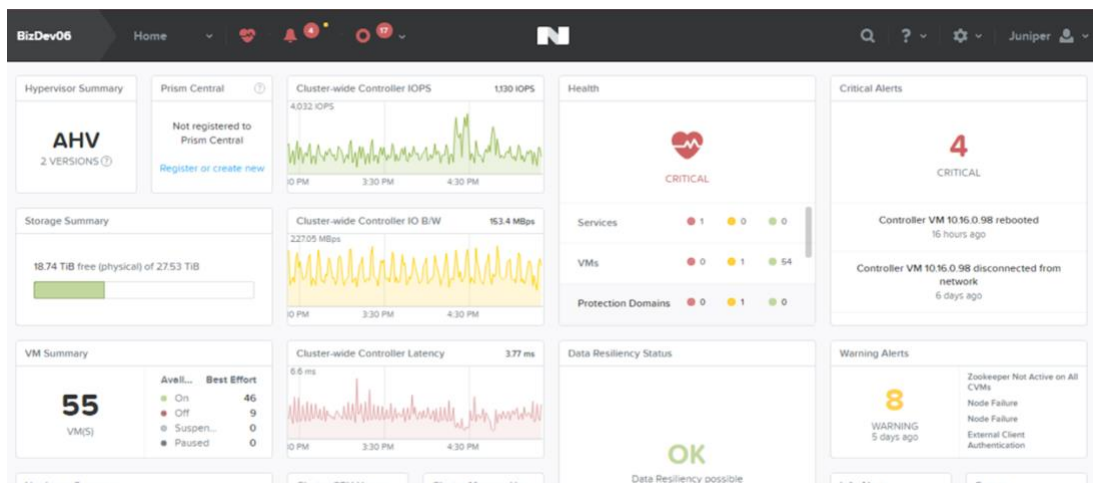 BizDev06
Home
4
17
N
?
Juniper
Hypervisor Summary
AHV
2 VERSIONS ?
Prism Central ?
Not registered to
Prism Central
Register or create new
Cluster-wide Controller IOPS 1,130 IOPS
4,032 IOPS
0 PM 3:30 PM 4:30 PM
Health
CRITICAL
Services 1 0 0
VMs 0 1 54
Protection Domains 0 1 0
Critical Alerts
4
CRITICAL
Controller VM 10.16.0.98 rebooted
16 hours ago
Controller VM 10.16.0.98 disconnected from
network
6 days ago
Storage Summary
18.74 TiB free (physical) of 27.53 TiB
Cluster-wide Controller IO B/W 153.4 MBps
227.05 MBps
0 PM 3:30 PM 4:30 PM
VM Summary
55
VM(S)
Avail... Best Effort
On 46
Off 9
Suspen... 0
Paused 0
Cluster-wide Controller Latency 3.77 ms
6.6 ms
0 PM 3:30 PM 4:30 PM
Data Resiliency Status
OK
Data Resiliency possible
Warning Alerts
8
WARNING
5 days ago
Zookeeper Not Active on All
CVMs
Node Failure
Node Failure
External Client
Authentication